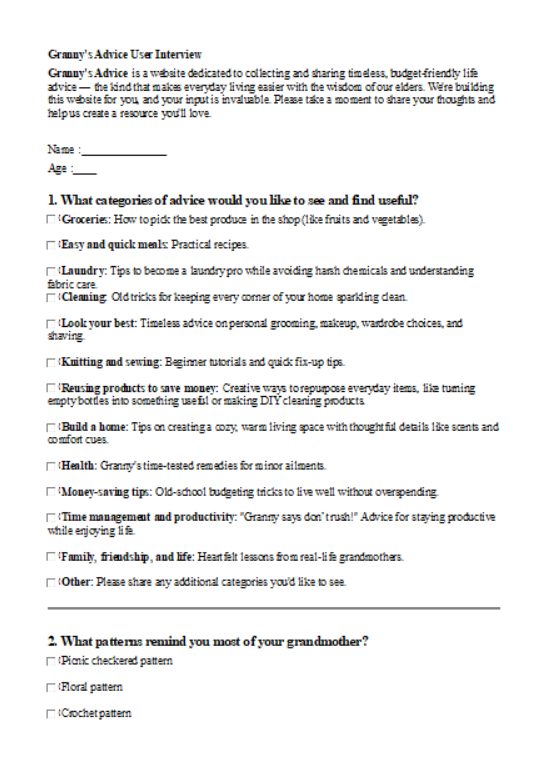 Granny's Advice User Interview
Granny's Advice is a website dedicated to collecting and sharing timeless, budget-friendly life
advice — the kind that makes everyday living easier with the wisdom of our elders. We're building
this website for you, and your input is invaluable. Please take a moment to share your thoughts and
help us create a resource you'll love.
Name :_______________
Age :____
1. What categories of advice would you like to see and find useful?
Groceries: How to pick the best produce in the shop (like fruits and vegetables).
Easy and quick meals: Practical recipes.
Laundry: Tips to become a laundry pro while avoiding harsh chemicals and understanding
fabric care.
Cleaning: Old tricks for keeping every corner of your home sparkling clean.
Look your best: Timeless advice on personal grooming, makeup, wardrobe choices, and
shaving.
Knitting and sewing: Beginner tutorials and quick fix-up tips.
Reusing products to save money: Creative ways to repurpose everyday items, like turning
empty bottles into something useful or making DIY cleaning products.
Build a home: Tips on creating a cozy, warm living space with thoughtful details like scents and
comfort cues.
Health: Granny's time-tested remedies for minor ailments.
Money-saving tips: Old-school budgeting tricks to live well without overspending.
Time management and productivity: "Granny says don't rush!" Advice for staying productive
while enjoying life.
Family, friendship, and life: Heartfelt lessons from real-life grandmothers.
Other: Please share any additional categories you'd like to see.
2. What patterns remind you most of your grandmother?
Picnic checkered pattern
Floral pattern
Crochet pattern